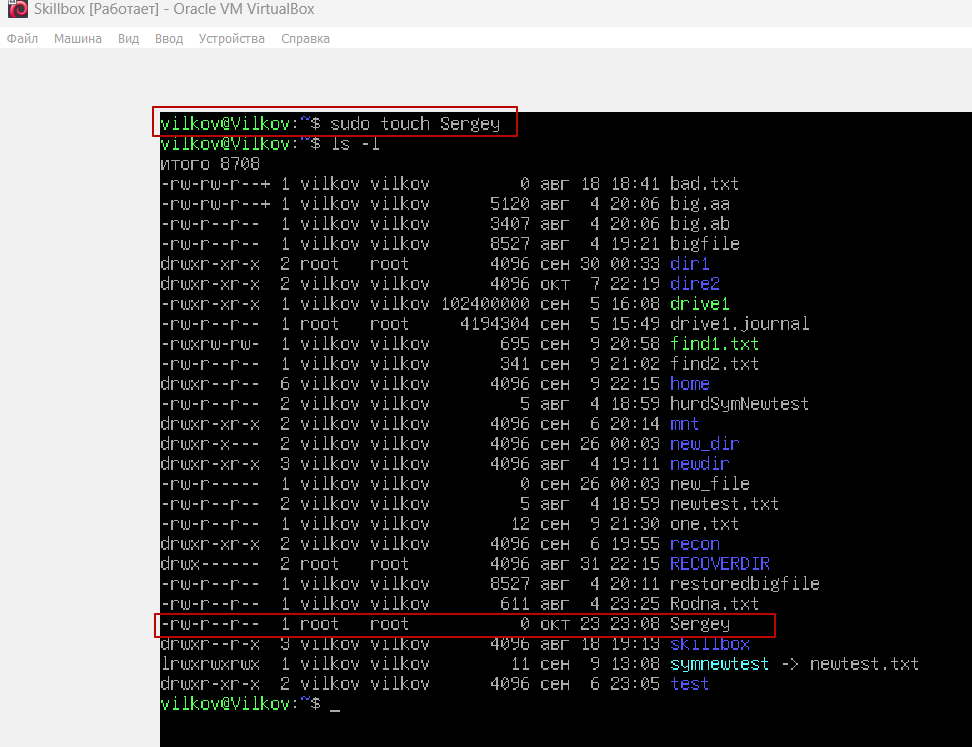 Skillbox [Работает] - Oracle VM VirtualBox
Файл Машина Вид Ввод Устройства Справка
vilkov@Vilkov:~$ sudo touch Sergey
vilkov@Vilkov:~$ ls -l
итого 8708
-rw-rw-r--+ 1 vilkov vilkov 0 авг 18 18:41 bad.txt
-rw-rw-r--+ 1 vilkov vilkov 5120 авг 4 20:06 big.aa
-rw-r--r-- 1 vilkov vilkov 3407 авг 4 20:06 big.ab
-rw-r--r-- 1 vilkov vilkov 8527 авг 4 19:21 bigfile
drwxr-xr-x 2 root root 4096 сен 30 00:33 dir1
drwxr-xr-x 2 vilkov vilkov 4096 окт 7 22:19 dire2
-rwxr-xr-x 1 vilkov vilkov 102400000 сен 5 16:08 drive1
-rw-r--r-- 1 root root 4194304 сен 5 15:49 drive1.journal
-rwxrw-rw- 1 vilkov vilkov 695 сен 9 20:58 find1.txt
-rw-r--r-- 1 vilkov vilkov 341 сен 9 21:02 find2.txt
drwxr--r-- 6 vilkov vilkov 4096 сен 9 22:15 home
-rw-r--r-- 2 vilkov vilkov 5 авг 4 18:59 hurdSymNewtest
drwxr-xr-x 2 vilkov vilkov 4096 сен 6 20:14 mnt
drwxr-x--- 2 vilkov vilkov 4096 сен 26 00:03 new_dir
drwxr-xr-x 3 vilkov vilkov 4096 авг 4 19:11 newdir
-rw-r----- 1 vilkov vilkov 0 сен 26 00:03 new_file
-rw-r--r-- 2 vilkov vilkov 5 авг 4 18:59 newtest.txt
-rw-r--r-- 1 vilkov vilkov 12 сен 9 21:30 one.txt
drwxr-xr-x 2 vilkov vilkov 4096 сен 6 19:55 recon
drwx------ 2 root root 4096 авг 31 22:15 RECOVERDIR
-rw-r--r-- 1 vilkov vilkov 8527 авг 4 20:11 restoredbigfile
-rw-r--r-- 1 vilkov vilkov 611 авг 4 23:25 Rodna.txt
-rw-r--r-- 1 root root 0 окт 23 23:08 Sergey
drwxr-xr-x 3 vilkov vilkov 4096 авг 18 19:13 skillbox
lrwxrwxrwx 1 vilkov vilkov 11 сен 9 13:08 symnewtest -> newtest.txt
drwxr-xr-x 2 vilkov vilkov 4096 сен 6 23:05 test
vilkov@Vilkov:~$ _